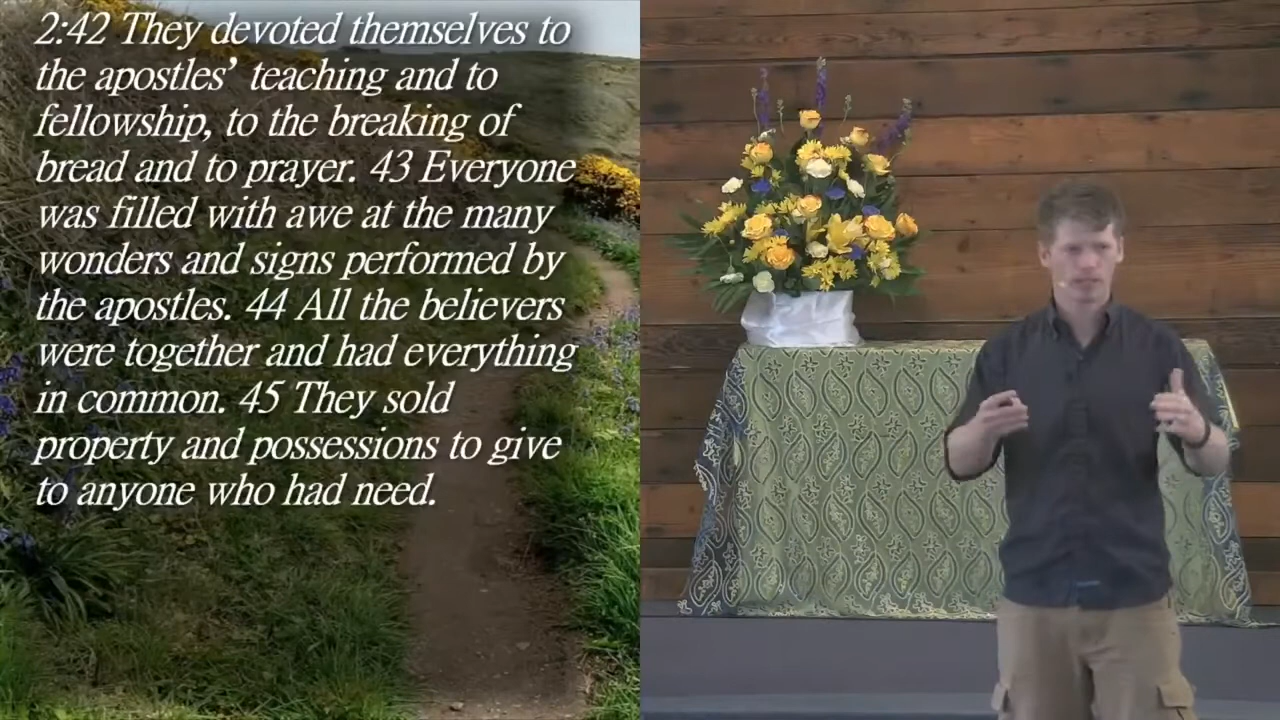 2:42 They devoted themselves to
the apostles’ teaching and to
fellowship, to the breaking of
bread and to prayer. 43 Everyone
was filled with awe at the many
wonders and signs performed by
the apostles. 44 All the believers
were together and had everything
in common. 45 They sold
property and possessions to give
to anyone who had need.